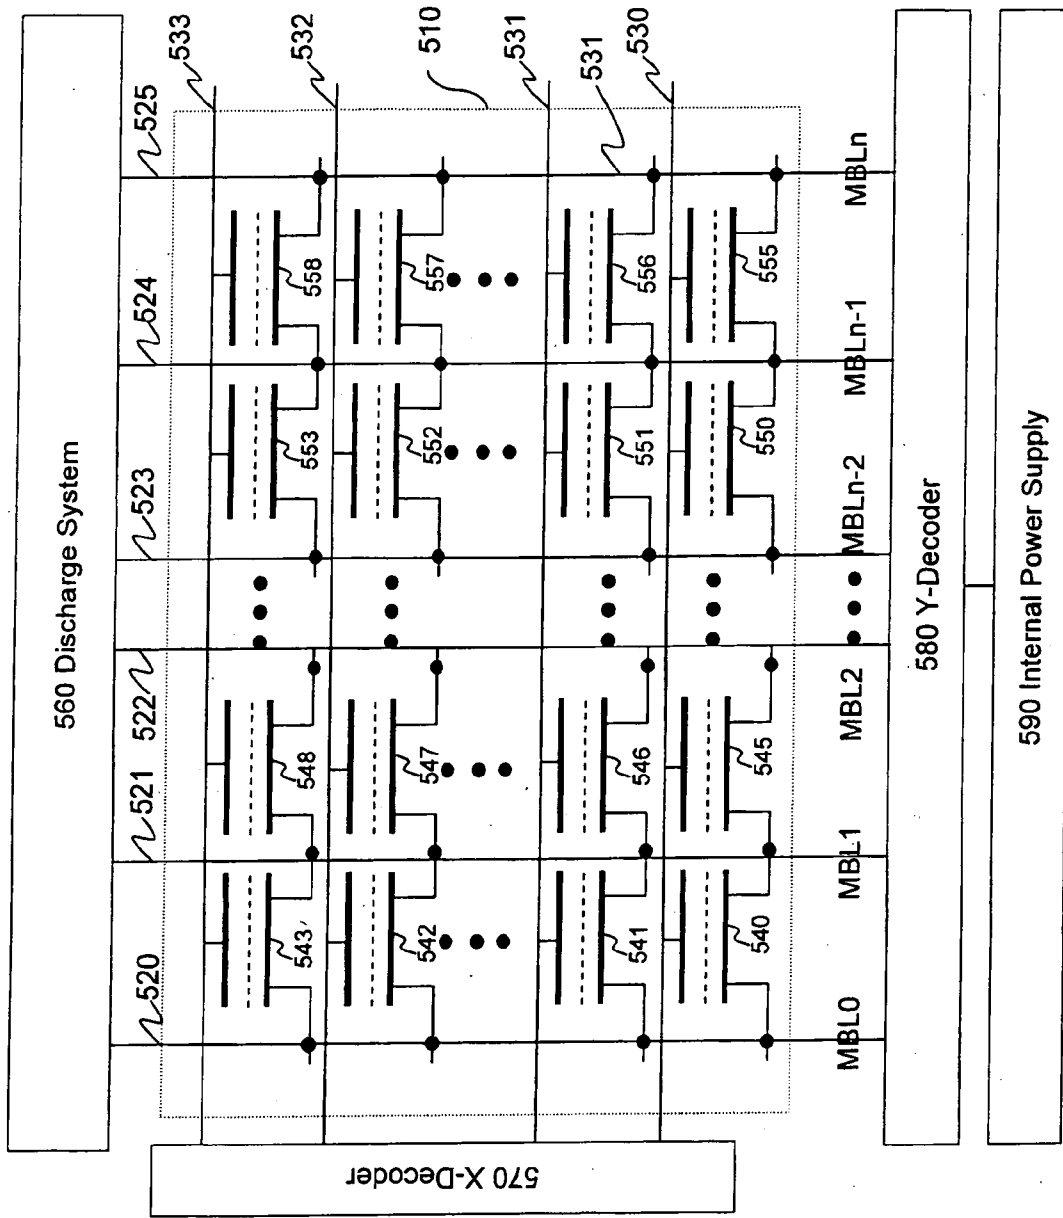 560 Discharge System
520
521
522
523
524
525
533
543
548
553
558
532
542
547
552
557
510
531
541
546
551
556
531
530
540
545
550
555
570 X-Decoder
MBL0
MBL1
MBL2
MBLn-2
MBLn-1
MBLn
580 Y-Decoder
590 Internal Power Supply